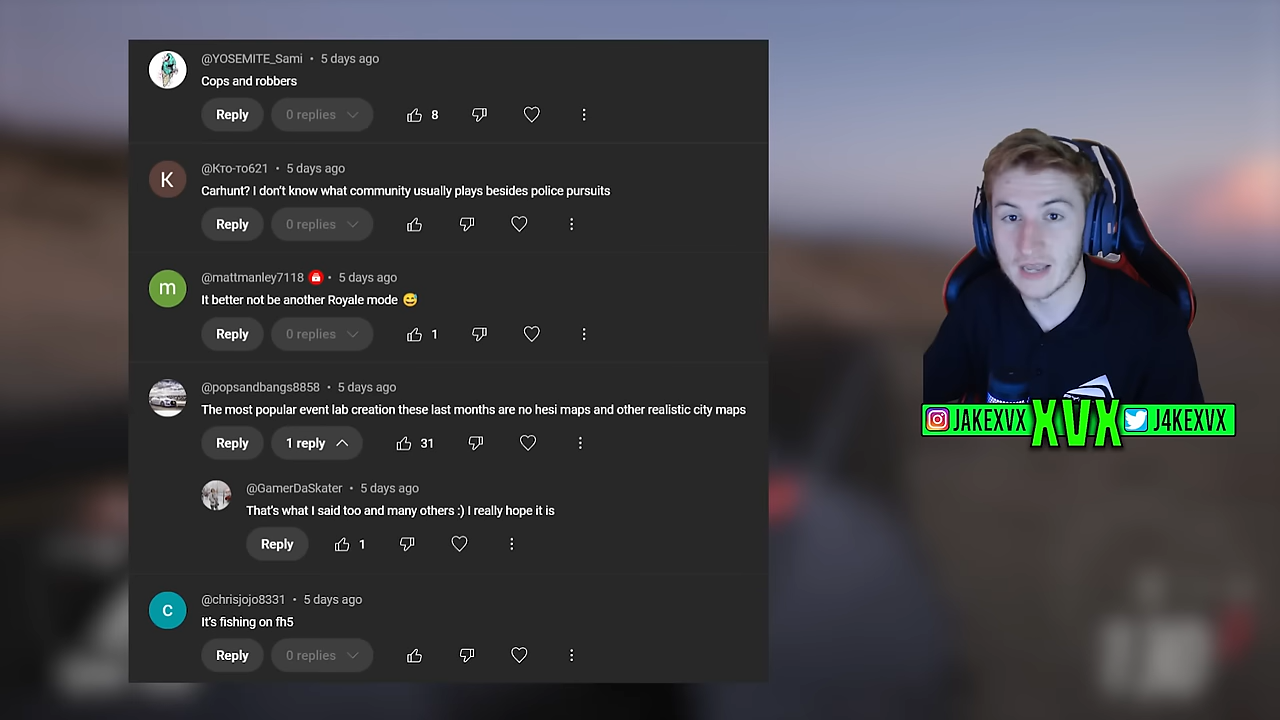 @YOSEMITE_Sami • 5 days ago
Cops and robbers
Reply 0 replies 8
K
@Кто-то621 • 5 days ago
Carhunt? I don't know what community usually plays besides police pursuits
Reply 0 replies
m
@mattmanley7118 • 5 days ago
It better not be another Royale mode 😅
Reply 0 replies 1
@popsandbangs8858 • 5 days ago
The most popular event lab creation these last months are no hesi maps and other realistic city maps
Reply 1 reply 31
@GamerDaSkater • 5 days ago
That's what I said too and many others :) I really hope it is
Reply 1
c
@chrisjojo8331 • 5 days ago
It's fishing on fh5
Reply 0 replies
JAKEXVX XVX J4KEXVX